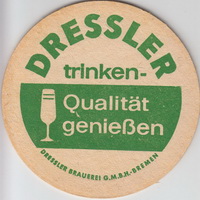 DRESSLER
trinken-
Qualität
genießen
DRESSLER BRAUEREI G.M.B.H.-BREMEN